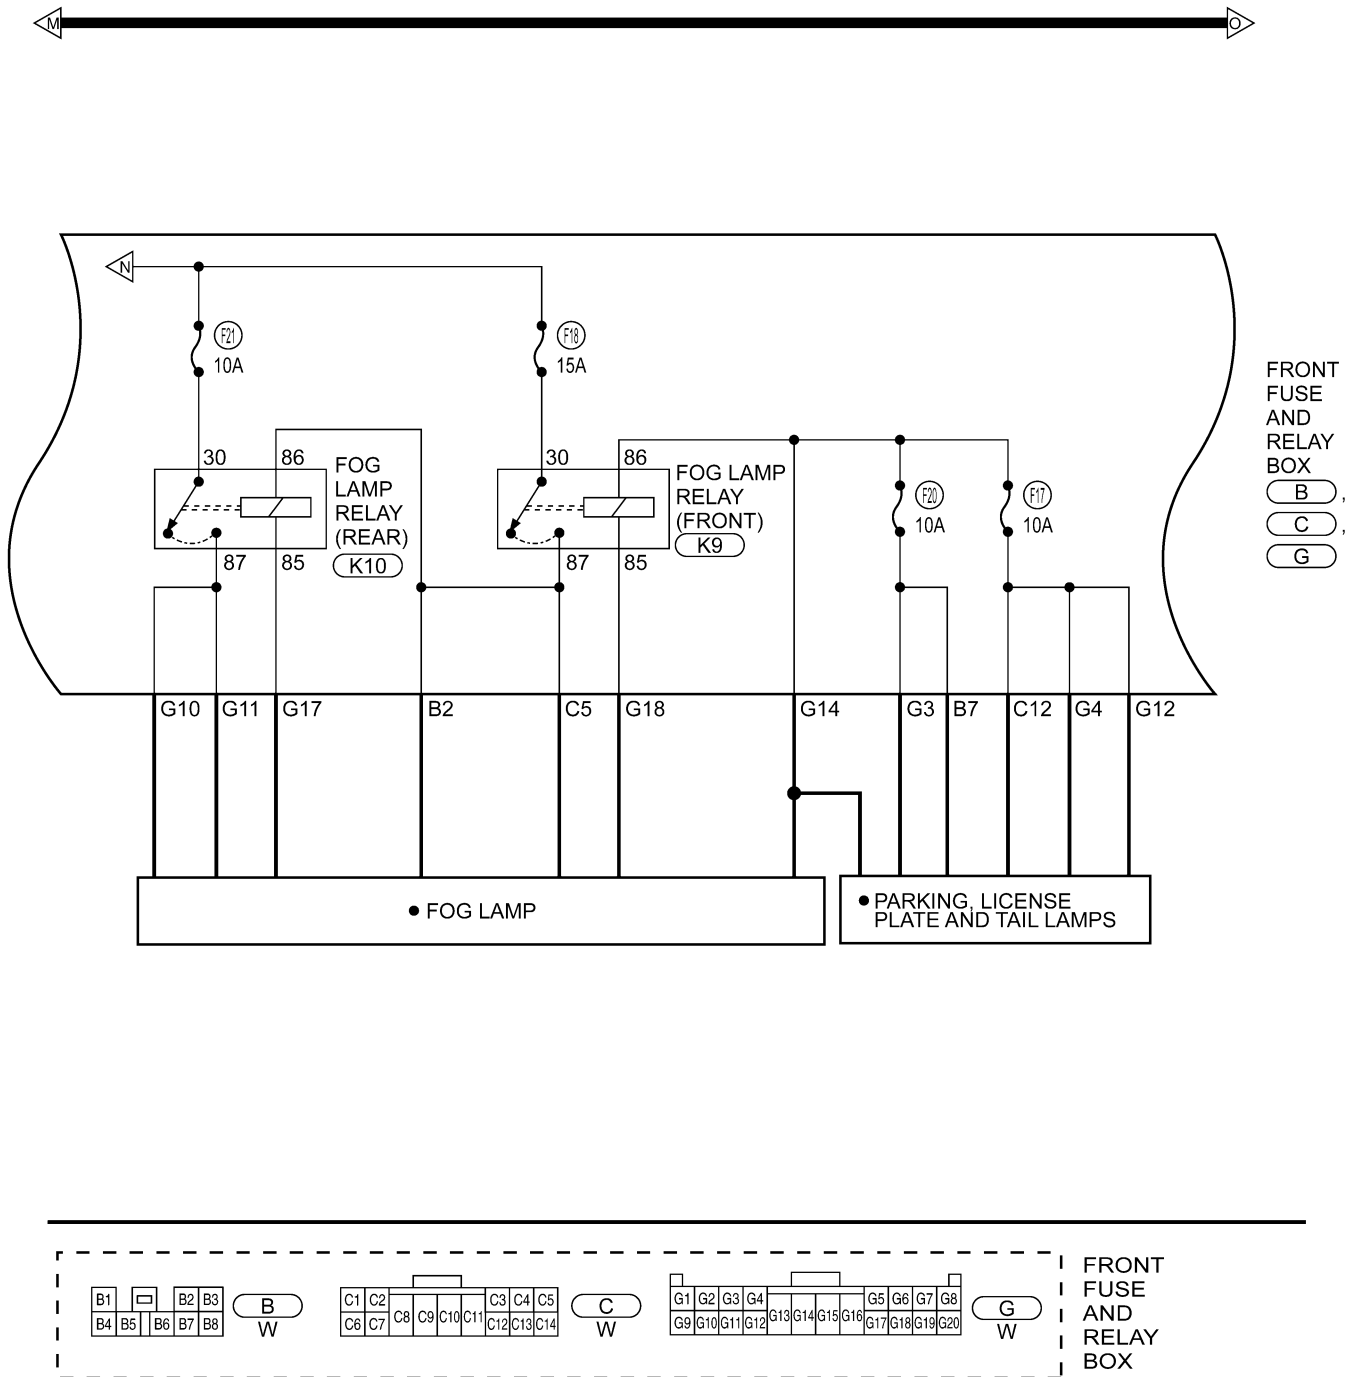 M
O
N
F21
10A
F18
15A
30
86
FOG
LAMP
RELAY
(REAR)
K10
87
85
30
86
FOG LAMP
RELAY
(FRONT)
K9
87
85
F20
10A
F17
10A
FRONT
FUSE
AND
RELAY
BOX
B ,
C ,
G
G10
G11
G17
B2
C5
G18
G14
G3
B7
C12
G4
G12
● FOG LAMP
● PARKING, LICENSE
PLATE AND TAIL LAMPS
B1 B2 B3
B4 B5 B6 B7 B8
B
W
C1 C2 C8 C9 C10 C11 C3 C4 C5
C6 C7 C12 C13 C14
C
W
G1 G2 G3 G4 G13 G14 G15 G16 G5 G6 G7 G8
G9 G10 G11 G12 G17 G18 G19 G20
G
W
FRONT
FUSE
AND
RELAY
BOX